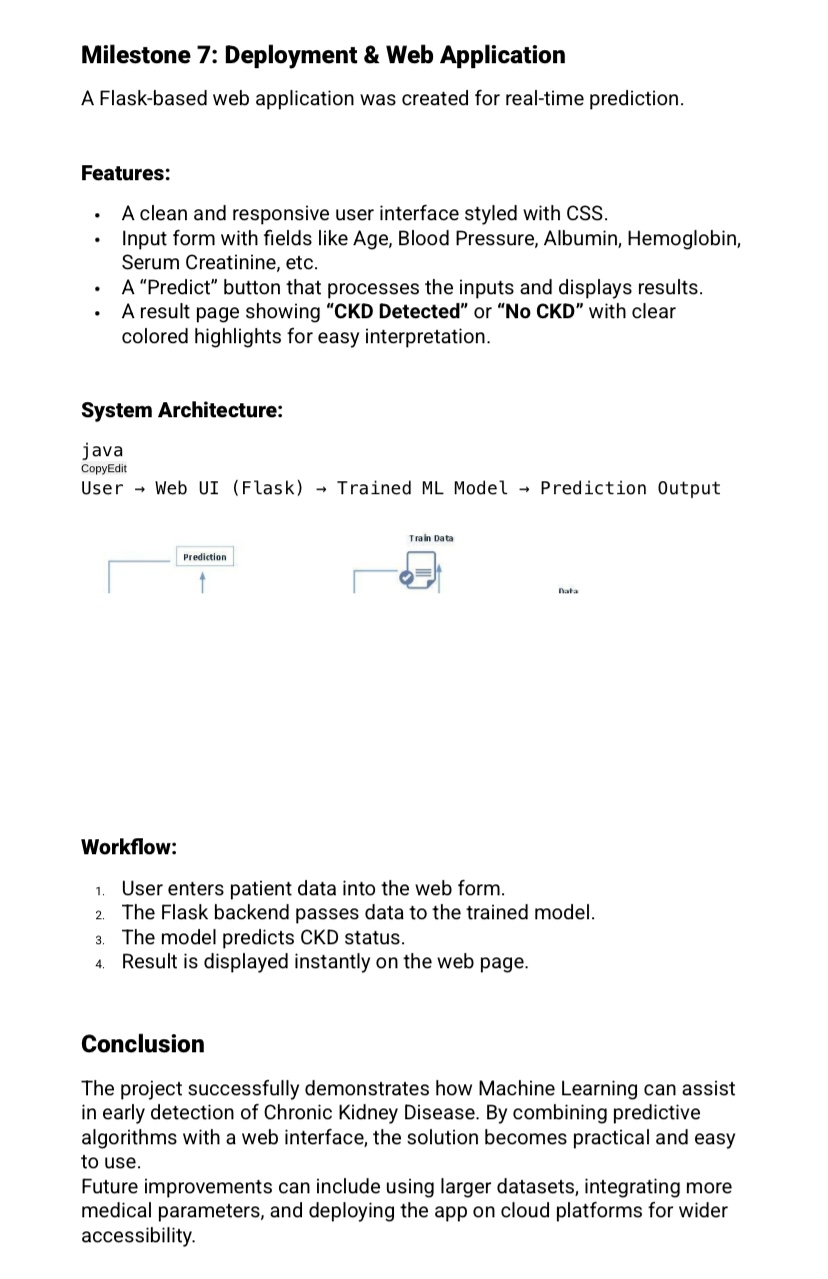 Milestone 7: Deployment & Web Application
A Flask-based web application was created for real-time prediction.
Features:
• A clean and responsive user interface styled with CSS.
• Input form with fields like Age, Blood Pressure, Albumin, Hemoglobin,
Serum Creatinine, etc.
• A “Predict” button that processes the inputs and displays results.
• A result page showing “CKD Detected” or “No CKD” with clear
colored highlights for easy interpretation.
System Architecture:
java
CopyEdit
User → Web UI (Flask) → Trained ML Model → Prediction Output
Train Data
Prediction
Data
Workflow:
1. User enters patient data into the web form.
2. The Flask backend passes data to the trained model.
3. The model predicts CKD status.
4. Result is displayed instantly on the web page.
Conclusion
The project successfully demonstrates how Machine Learning can assist
in early detection of Chronic Kidney Disease. By combining predictive
algorithms with a web interface, the solution becomes practical and easy
to use.
Future improvements can include using larger datasets, integrating more
medical parameters, and deploying the app on cloud platforms for wider
accessibility.